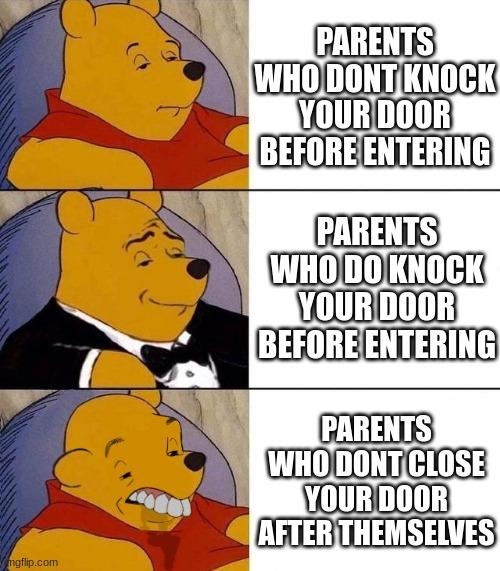 PARENTS
WHO DONT KNOCK
YOUR DOOR
BEFORE ENTERING
PARENTS
WHO DO KNOCK
YOUR DOOR
BEFORE ENTERING
PARENTS
WHO DONT CLOSE
YOUR DOOR
AFTER THEMSELVES
imgflip.com